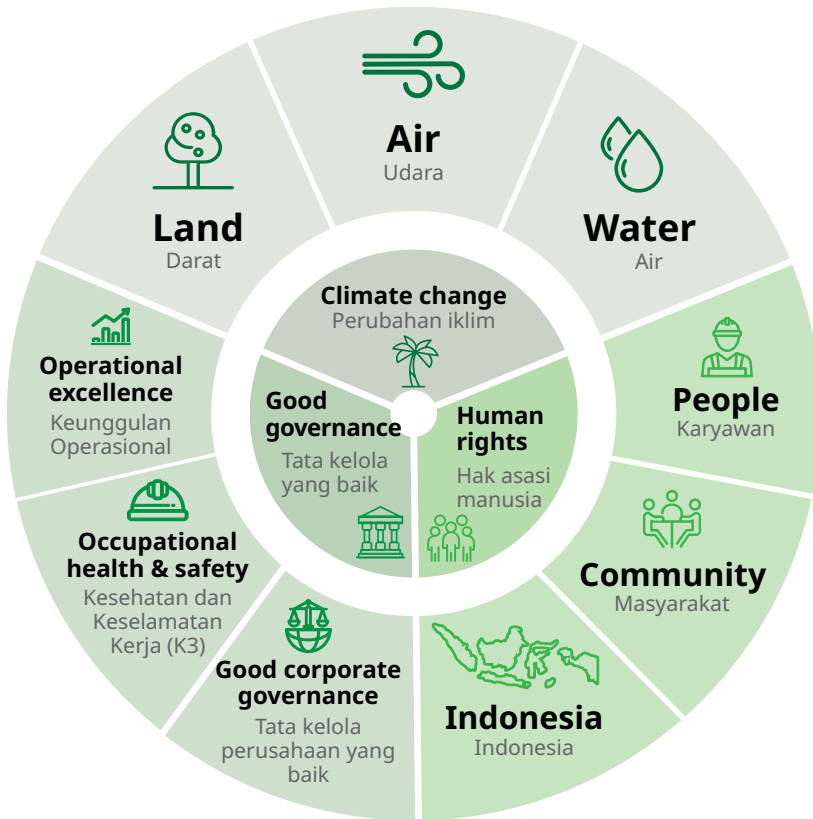 Air
Udara
Water
Air
People
Karyawan
Community
Masyarakat
Indonesia
Indonesia
Good corporate
governance
Tata kelola
perusahaan yang
baik
Occupational
health & safety
Kesehatan dan
Keselamatan
Kerja (K3)
Operational
excellence
Keunggulan
Operasional
Land
Darat
Climate change
Perubahan iklim
Human
rights
Hak asasi
manusia
Good
governance
Tata kelola
yang baik